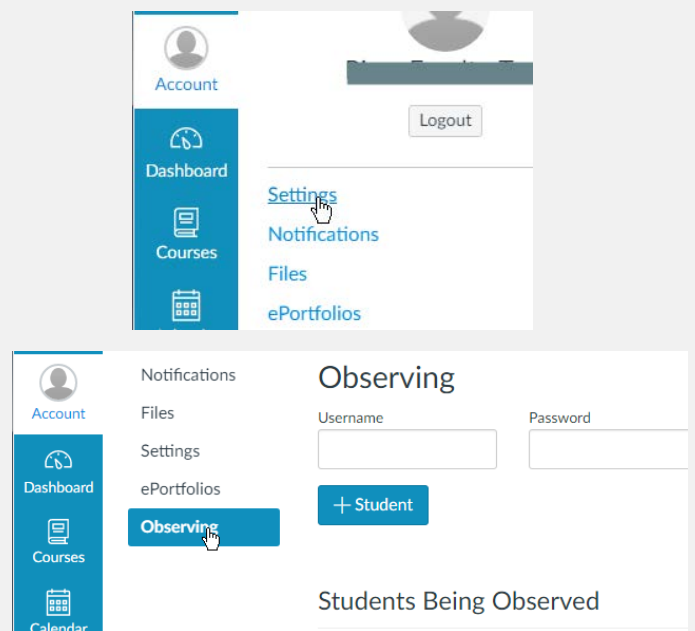 Account
Logout
Dashboard
Settings
Notifications
Courses
Files
ePortfolios
Account
Dashboard
Courses
Calendar
Notifications
Files
Settings
ePortfolios
Observing
Observing
Username Password
+ Student
Students Being Observed